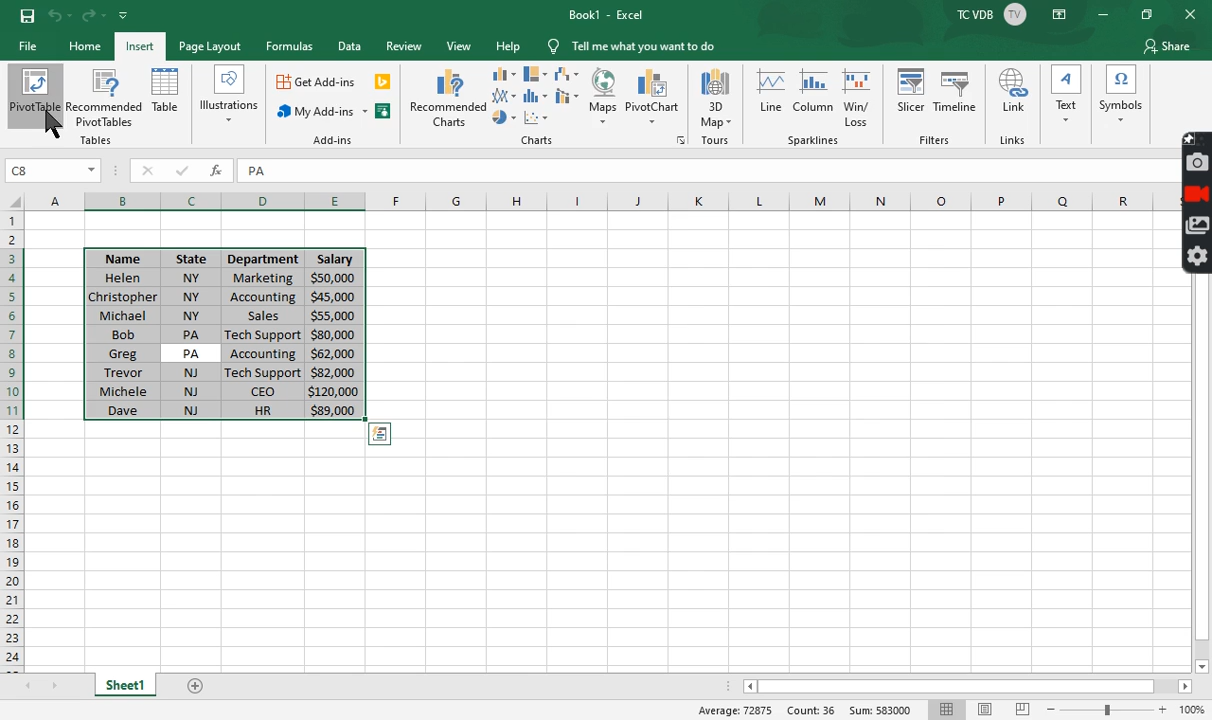 Book1 - Excel
TC VDB
TV
File
Home
Insert
Page Layout
Formulas
Data
Review
View
Help
Tell me what you want to do
Share
PivotTable
Recommended
PivotTables
Table
Tables
Illustrations
Get Add-ins
My Add-ins
Add-ins
Recommended
Charts
Maps
PivotChart
Charts
3D
Map
Tours
Line
Column
Win/
Loss
Sparklines
Slicer
Timeline
Filters
Link
Links
Text
Symbols
C8
fx
PA
A B C D E F G H I J K L M N O P Q R
1
2
3 Name State Department Salary
4 Helen NY Marketing $50,000
5 Christopher NY Accounting $45,000
6 Michael NY Sales $55,000
7 Bob PA Tech Support $80,000
8 Greg PA Accounting $62,000
9 Trevor NJ Tech Support $82,000
10 Michele NJ CEO $120,000
11 Dave NJ HR $89,000
12
13
14
15
16
17
18
19
20
21
22
23
24
Sheet1
Average: 72875 Count: 36 Sum: 583000
100%